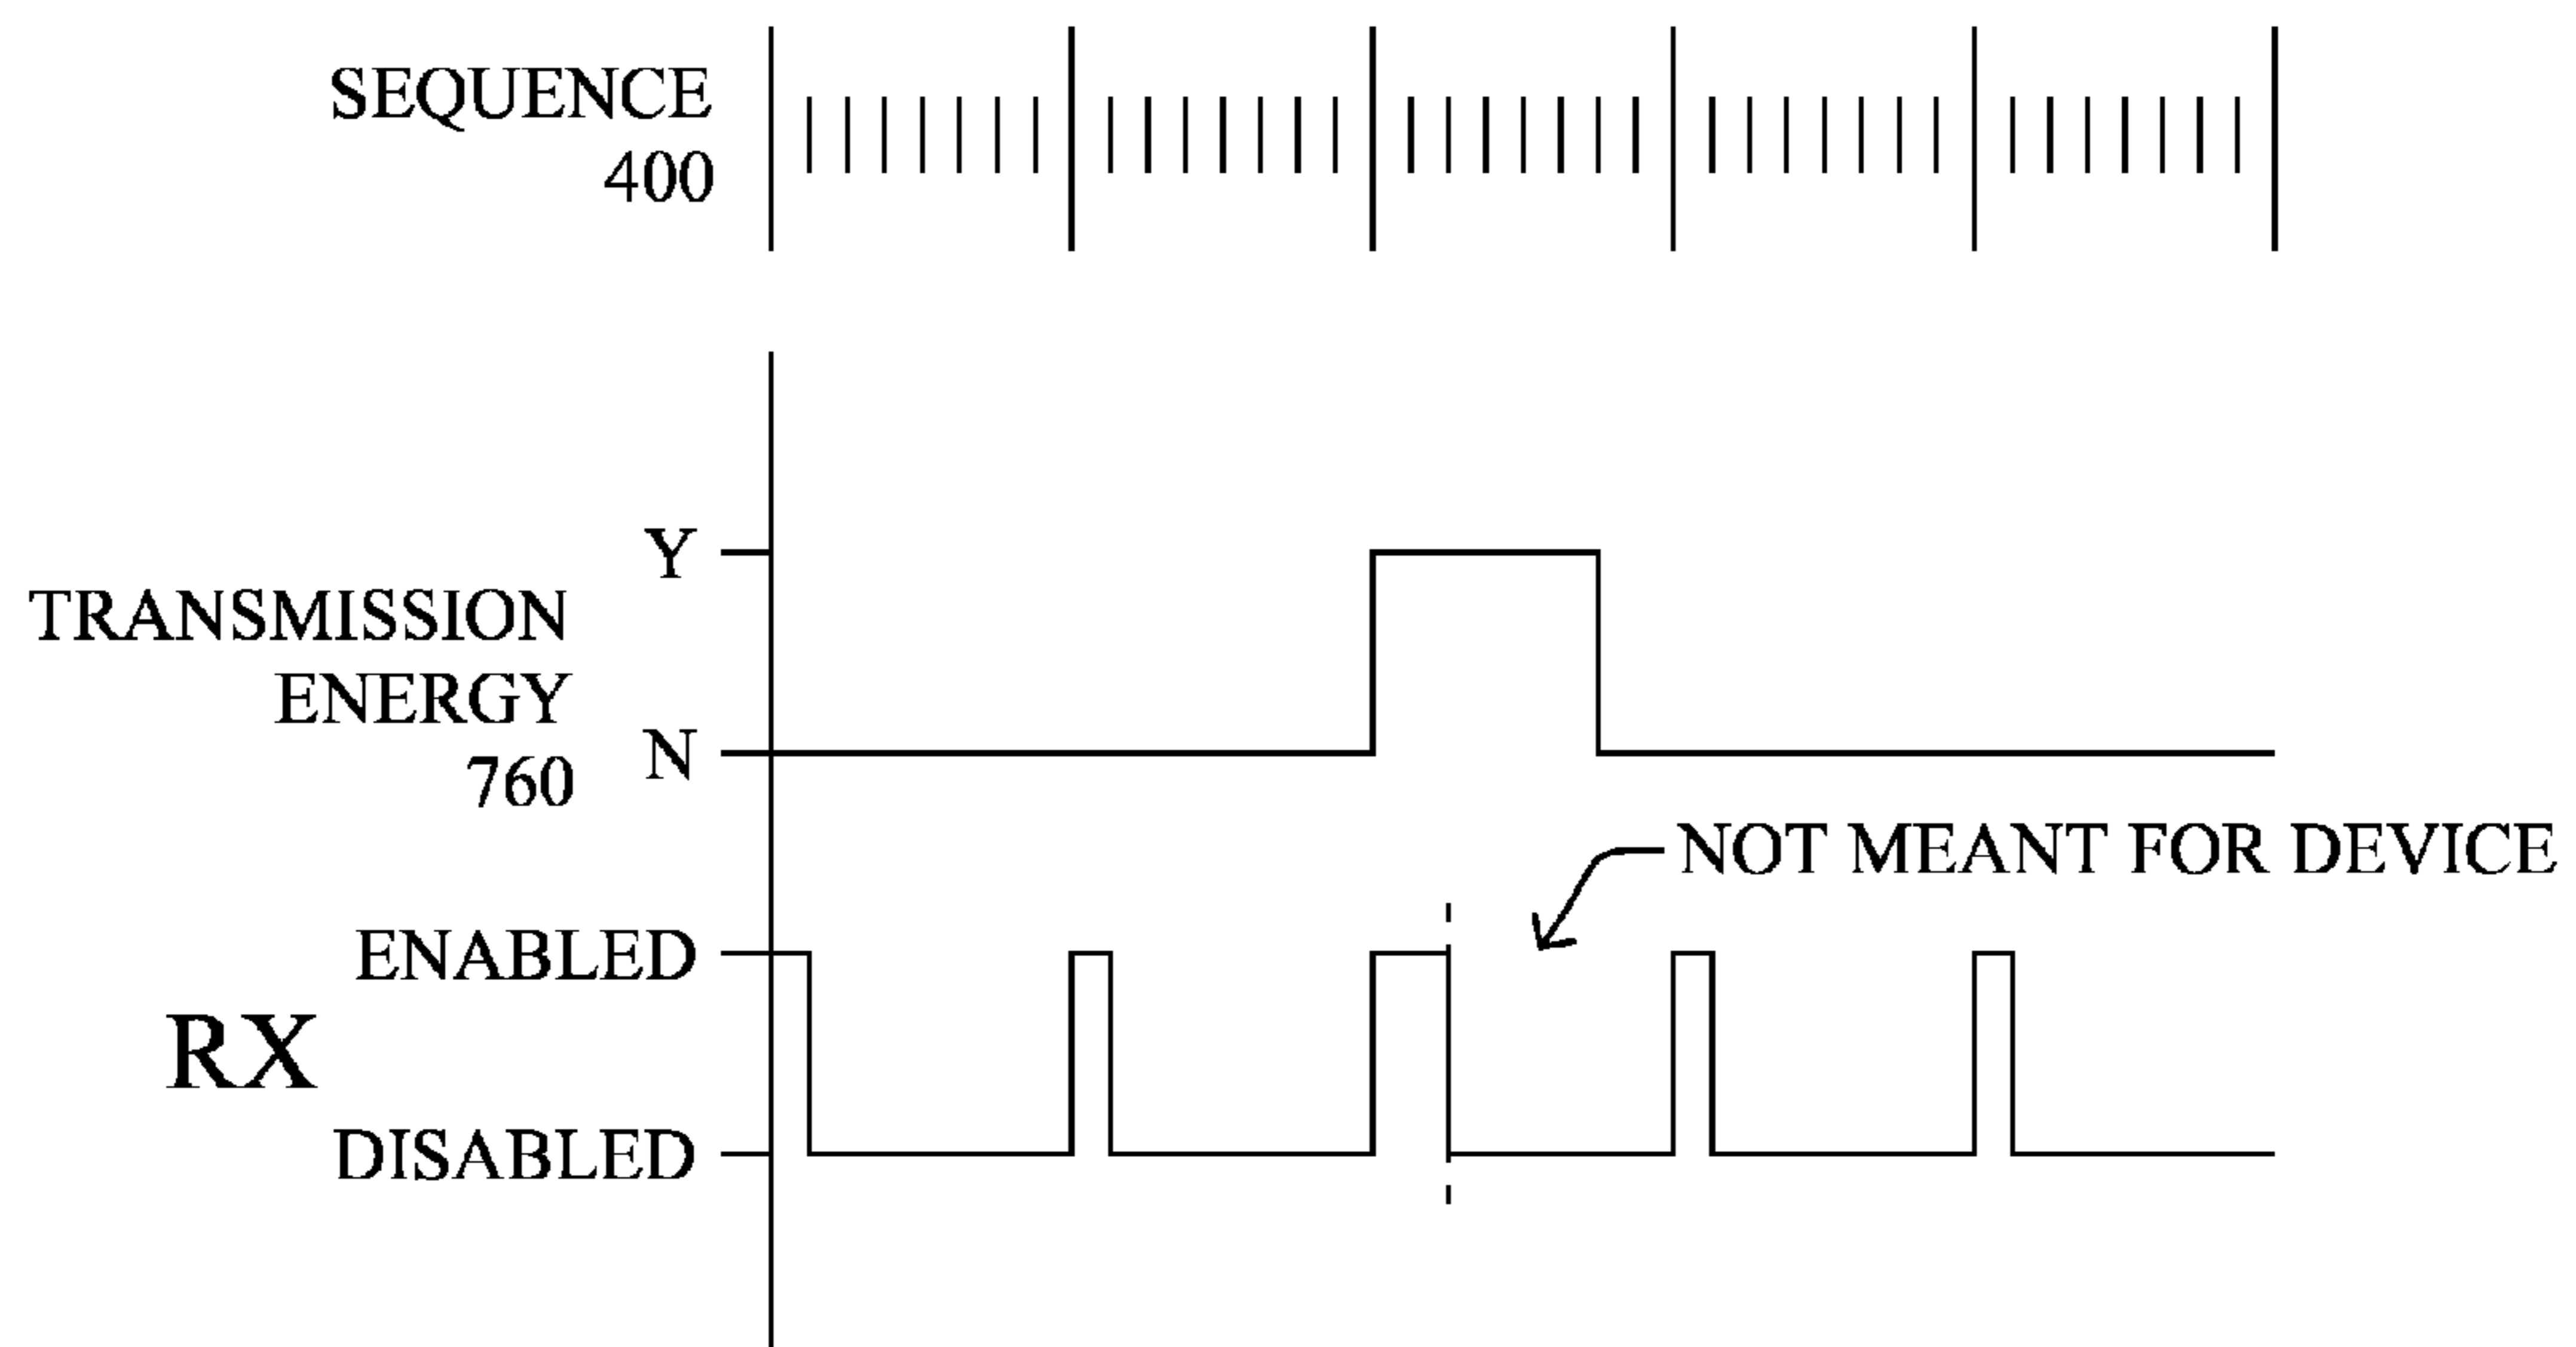 SEQUENCE
400
Y
TRANSMISSION
ENERGY
N
760
NOT MEANT FOR DEVICE
ENABLED
RX
DISABLED